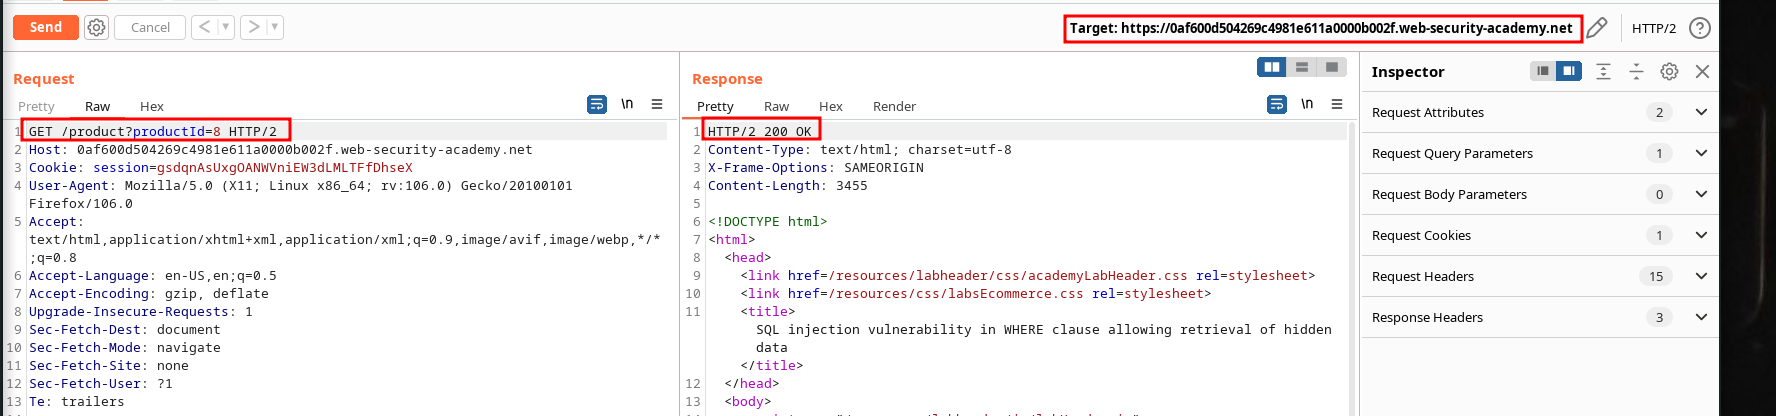 Send
Cancel
<
>
Target: https://0af600d504269c4981e611a0000b002f.web-security-academy.net
HTTP/2
?
Request
Pretty
Raw
Hex
\n
1 GET /product?productId=8 HTTP/2
2 Host: 0af600d504269c4981e611a0000b002f.web-security-academy.net
3 Cookie: session=gsdqnAsUxgOANWVniEW3dLMLTFfDhseX
4 User-Agent: Mozilla/5.0 (X11; Linux x86_64; rv:106.0) Gecko/20100101
Firefox/106.0
5 Accept:
text/html,application/xhtml+xml,application/xml;q=0.9,image/avif,image/webp,*/*
;q=0.8
6 Accept-Language: en-US,en;q=0.5
7 Accept-Encoding: gzip, deflate
8 Upgrade-Insecure-Requests: 1
9 Sec-Fetch-Dest: document
10 Sec-Fetch-Mode: navigate
11 Sec-Fetch-Site: none
12 Sec-Fetch-User: ?1
13 Te: trailers
Response
Pretty
Raw
Hex
Render
\n
1 HTTP/2 200 OK
2 Content-Type: text/html; charset=utf-8
3 X-Frame-Options: SAMEORIGIN
4 Content-Length: 3455
5
6 <!DOCTYPE html>
7 <html>
8 <head>
9 <link href=/resources/labheader/css/academyLabHeader.css rel=stylesheet>
10 <link href=/resources/css/labsEcommerce.css rel=stylesheet>
11 <title>
SQL injection vulnerability in WHERE clause allowing retrieval of hidden
data
</title>
12 </head>
13 <body>
Inspector
Request Attributes 2
Request Query Parameters 1
Request Body Parameters 0
Request Cookies 1
Request Headers 15
Response Headers 3